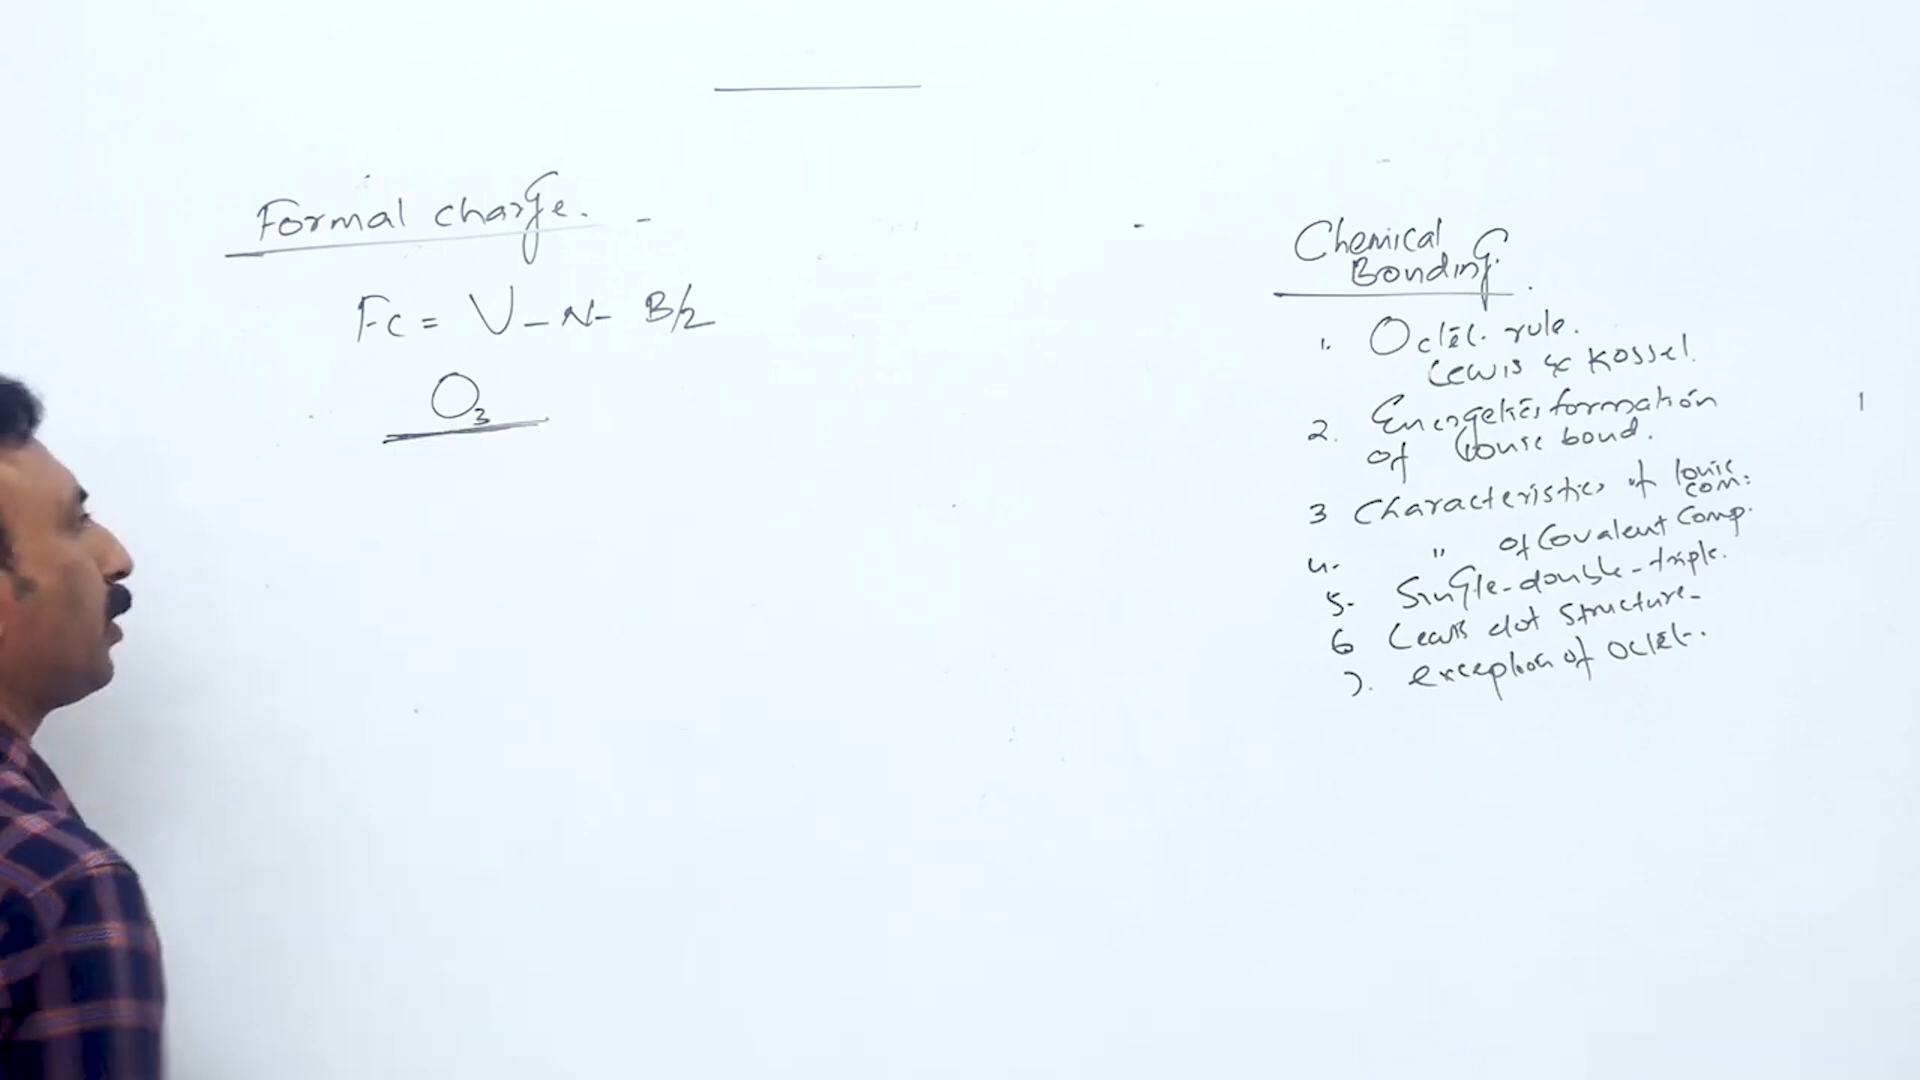 Formal charge.
Fc = V - N - B/2
O3
Chemical
Bonding.
1. Octet. rule.
Lewis & Kossel.
2. Energetics formation
of Ionic bond.
3 Characteristics of Ionic
com:
4. " of Covalent Comp.
5. Single-double-triple.
6 Lewis dot structure-
7. exception of Octet.